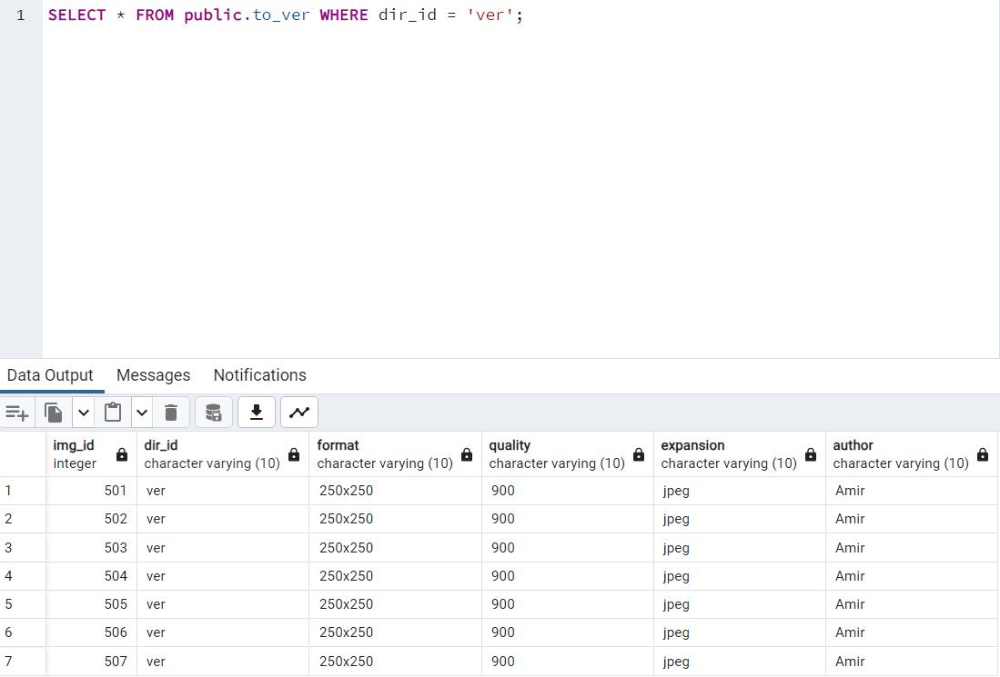 1 SELECT * FROM public.to_ver WHERE dir_id = 'ver';
Data Output Messages Notifications
img_id dir_id format quality expansion author
integer character varying (10) character varying (10) character varying (10) character varying (10) character varying (10)
1 501 ver 250x250 900 jpeg Amir
2 502 ver 250x250 900 jpeg Amir
3 503 ver 250x250 900 jpeg Amir
4 504 ver 250x250 900 jpeg Amir
5 505 ver 250x250 900 jpeg Amir
6 506 ver 250x250 900 jpeg Amir
7 507 ver 250x250 900 jpeg Amir